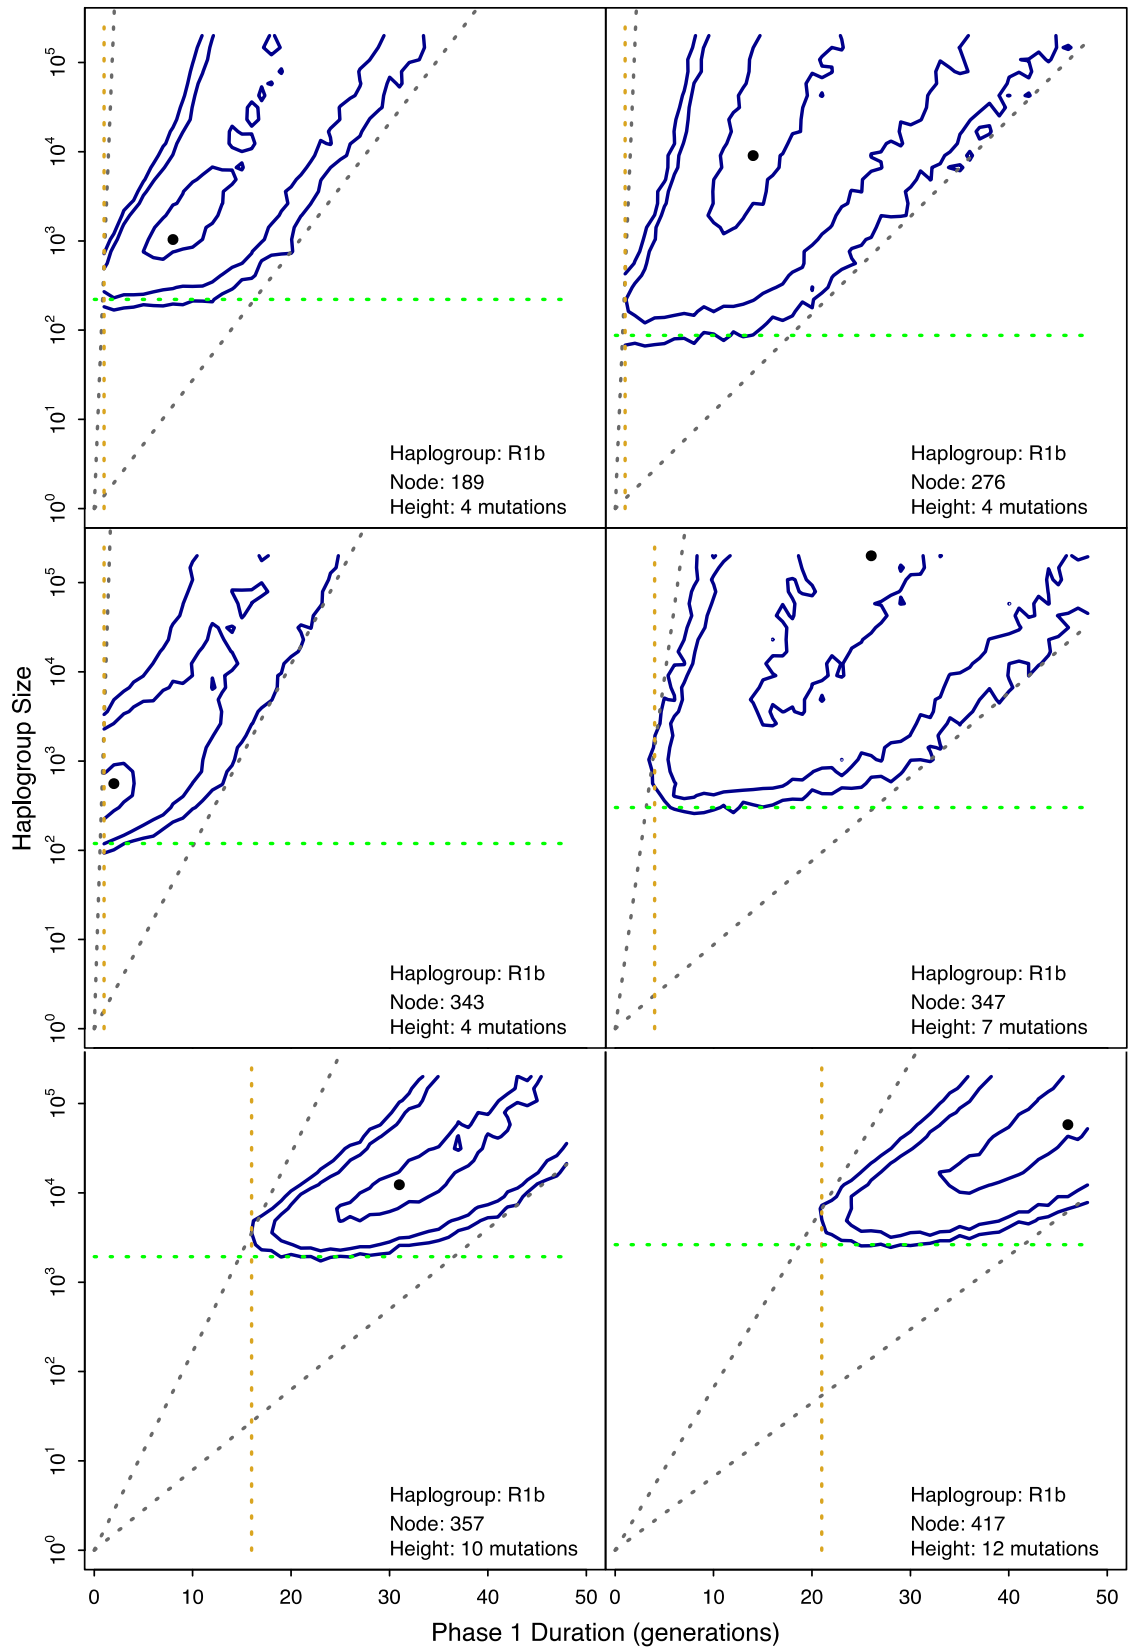 10^5
10^4
10^3
10^2
10^1
10^0
Haplogroup: R1b
Node: 189
Height: 4 mutations
Haplogroup: R1b
Node: 276
Height: 4 mutations
Haplogroup Size
10^5
10^4
10^3
10^2
10^1
10^0
Haplogroup: R1b
Node: 343
Height: 4 mutations
Haplogroup: R1b
Node: 347
Height: 7 mutations
10^5
10^4
10^3
10^2
10^1
10^0
Haplogroup: R1b
Node: 357
Height: 10 mutations
Haplogroup: R1b
Node: 417
Height: 12 mutations
0 10 20 30 40 50 0 10 20 30 40 50
Phase 1 Duration (generations)